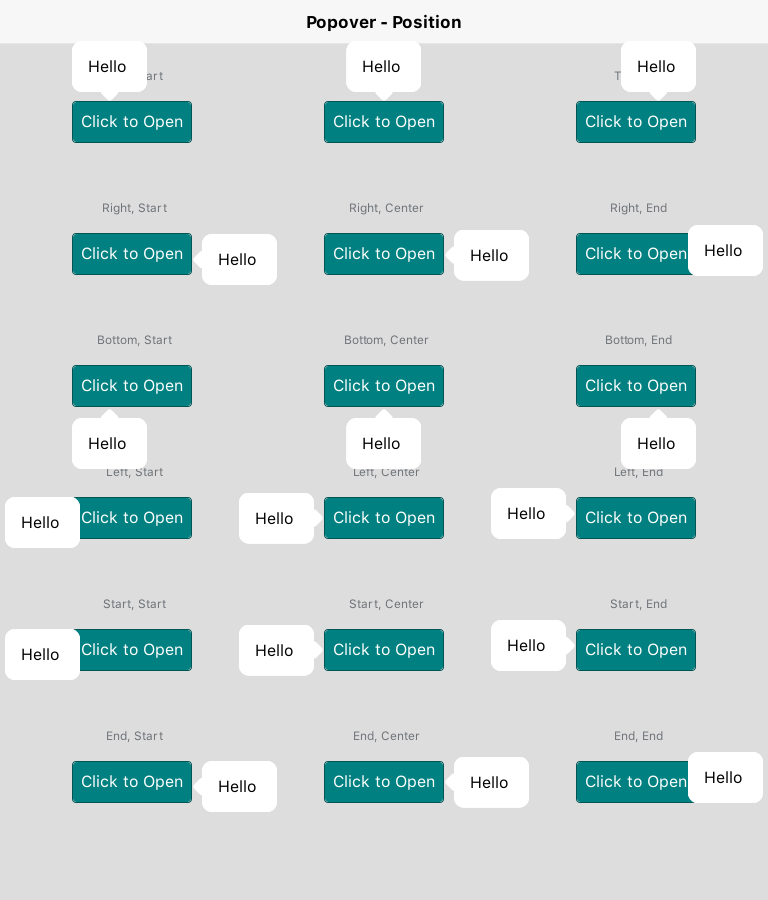 Popover - Position
Hello Hello Hello
Click to Open Click to Open Click to Open
Right, Start Right, Center Right, End
Click to Open Click to Open Click to Open
Hello Hello Hello
Bottom, Start Bottom, Center Bottom, End
Click to Open Click to Open Click to Open
Hello Hello Hello
Left, Start Left, Center Left, End
Hello Click to Open Hello Click to Open Hello Click to Open
Start, Start Start, Center Start, End
Hello Click to Open Hello Click to Open Hello Click to Open
End, Start End, Center End, End
Click to Open Hello Click to Open Hello Click to Open Hello